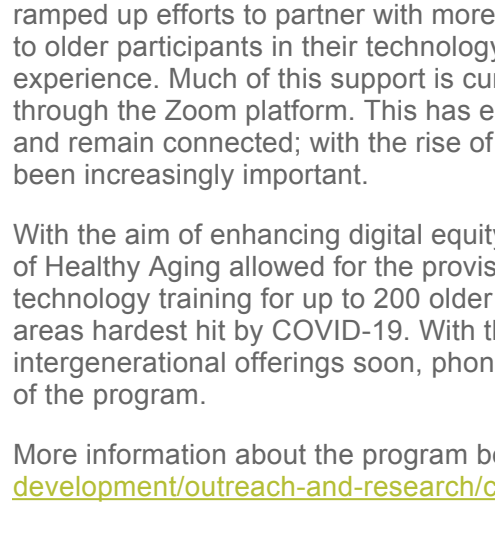 ramped up efforts to partner with more
to older participants in their technology
experience. Much of this support is cu
through the Zoom platform. This has e
and remain connected; with the rise of
been increasingly important.
With the aim of enhancing digital equity
of Healthy Aging allowed for the provis
technology training for up to 200 older
areas hardest hit by COVID-19. With t
intergenerational offerings soon, phon
of the program.
More information about the program b
development/outreach-and-research/c